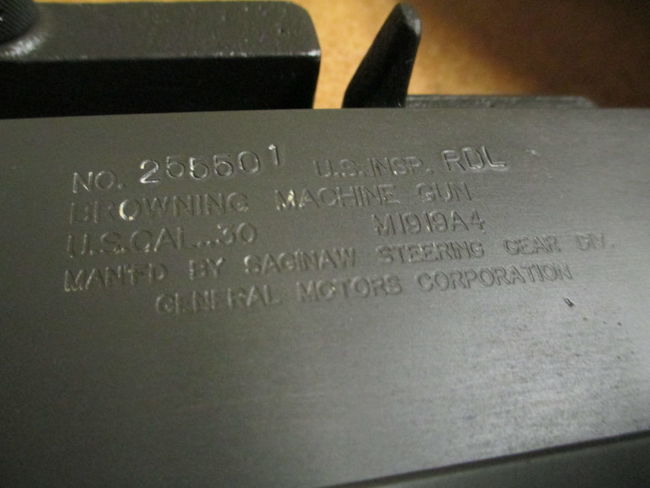 NO. 255501 U.S. INSP. RDL
BROWNING MACHINE GUN
U.S. CAL...30 M1919A4
MAN'F'D BY SAGINAW STEERING GEAR DIV.
GENERAL MOTORS CORPORATION